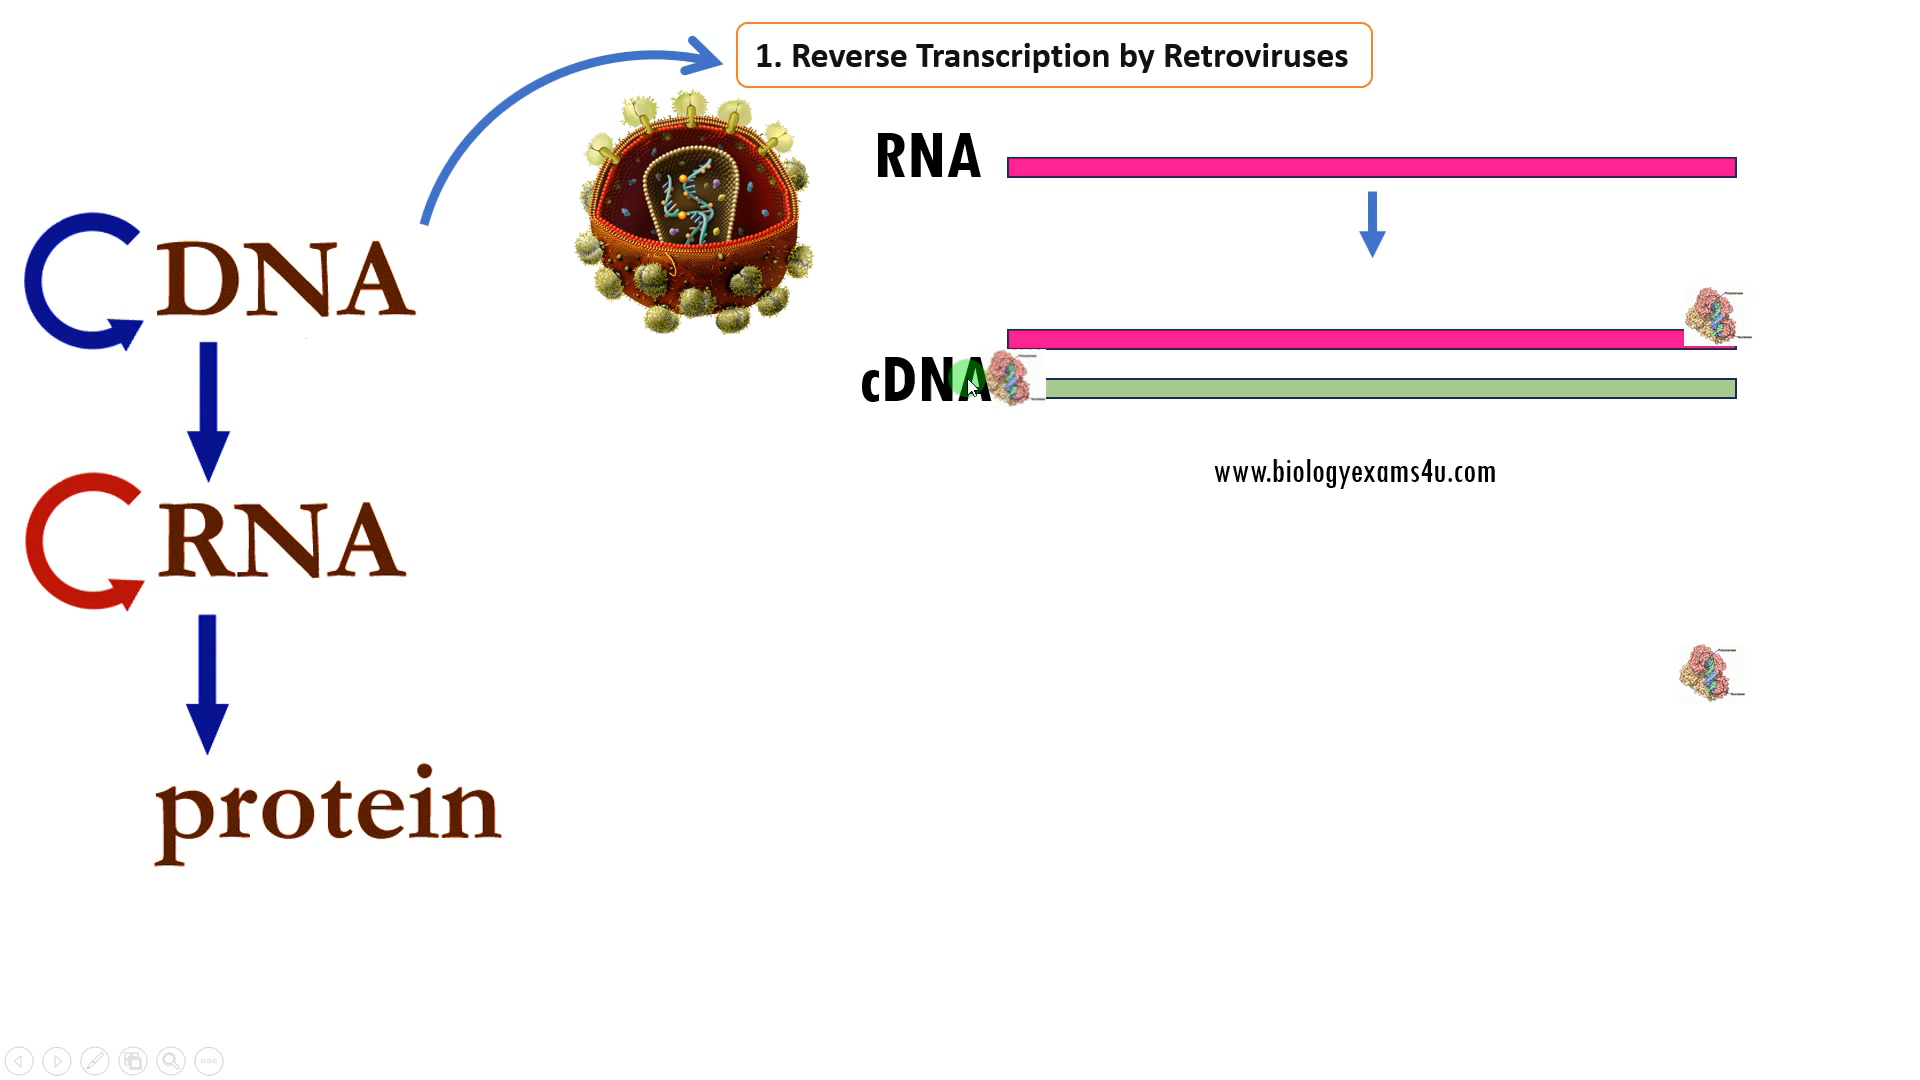 1. Reverse Transcription by Retroviruses
RNA
DNA
cDNA
www.biologyexams4u.com
RNA
protein